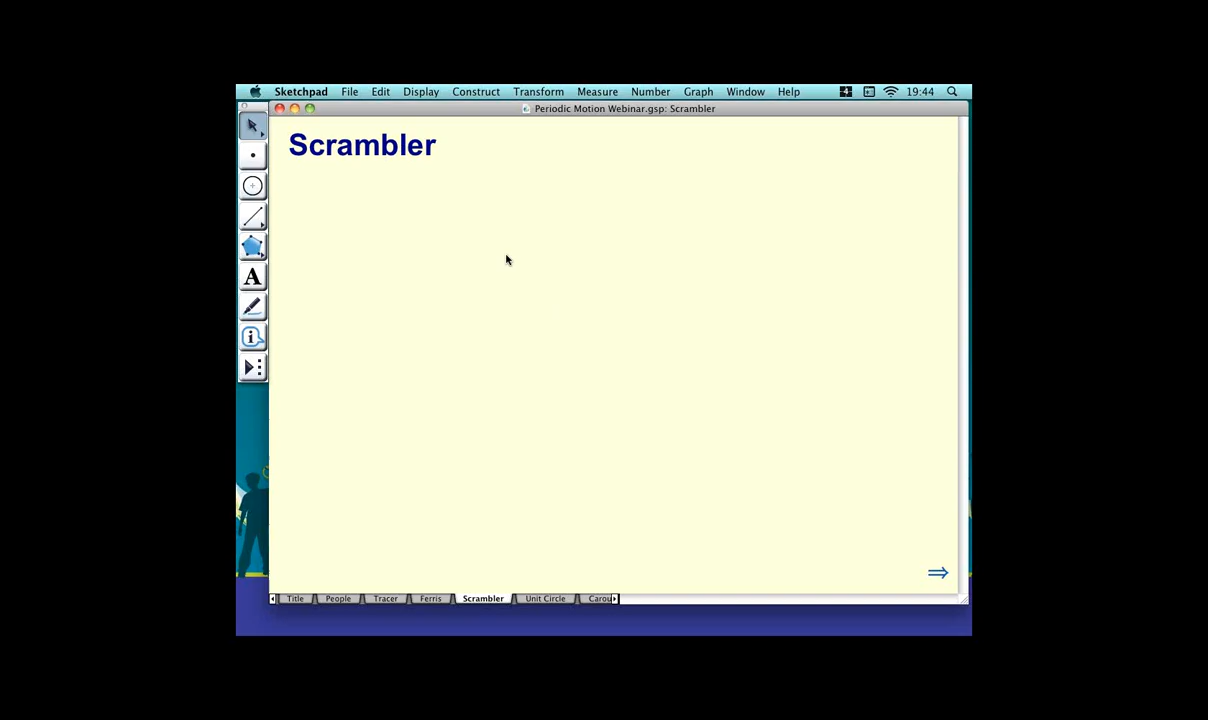 Sketchpad File Edit Display Construct Transform Measure Number Graph Window Help 4 19:44
Periodic Motion Webinar.gsp: Scrambler
Scrambler
A
i
Title People Tracer Ferris Scrambler Unit Circle Carou